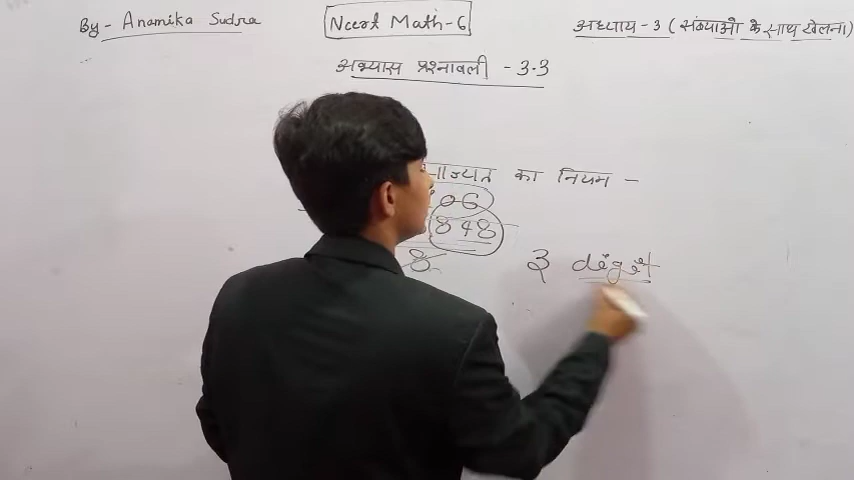 By- Anamika Sudra
Ncert Math-6
अध्याय-3 (संख्याओ के साथ खेलना)
अभ्यास प्रश्नावली - 3.3
का नियम -
06
848
8
3 digit